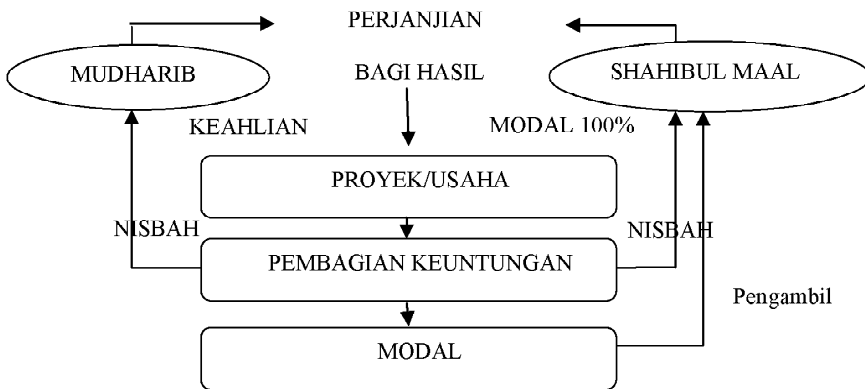 PERJANJIAN
MUDHARIB
BAGI HASIL
SHAHIBUL MAAL
KEAHLIAN
MODAL 100%
PROYEK/USAHA
NISBAH
NISBAH
PEMBAGIAN KEUNTUNGAN
Pengambil
MODAL